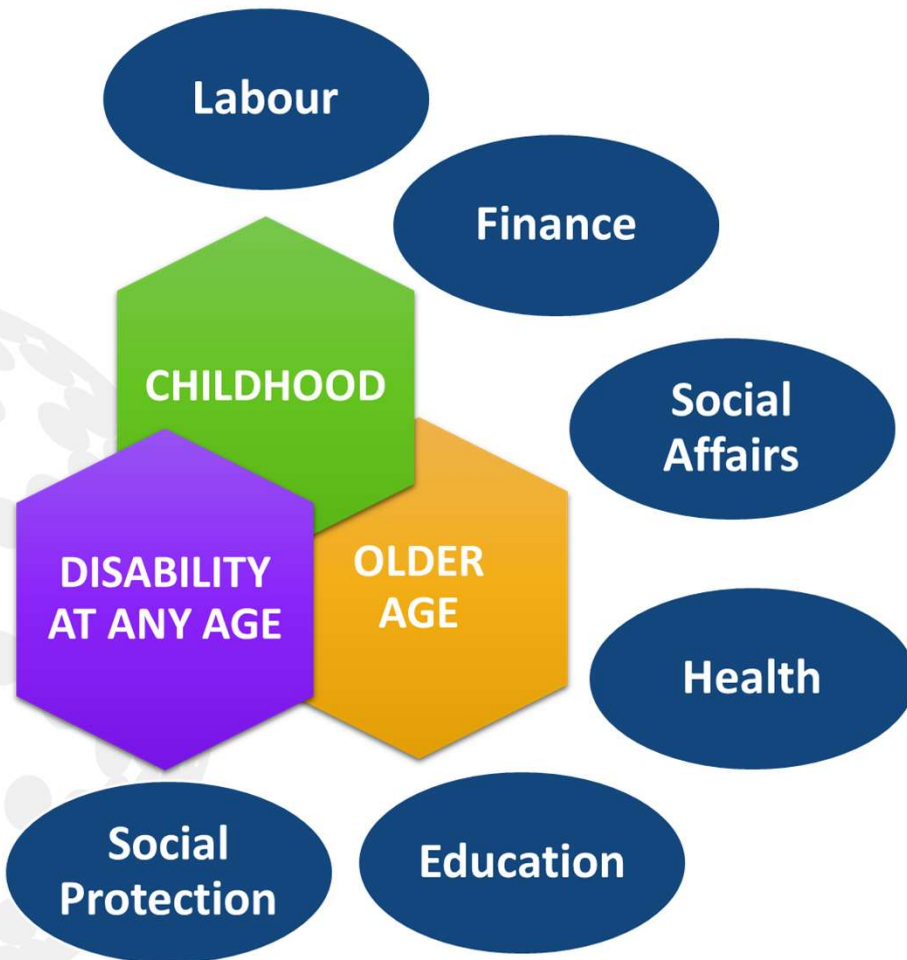 Labour
Finance
CHILDHOOD
Social
Affairs
DISABILITY
AT ANY AGE
OLDER
AGE
Health
Social
Protection
Education